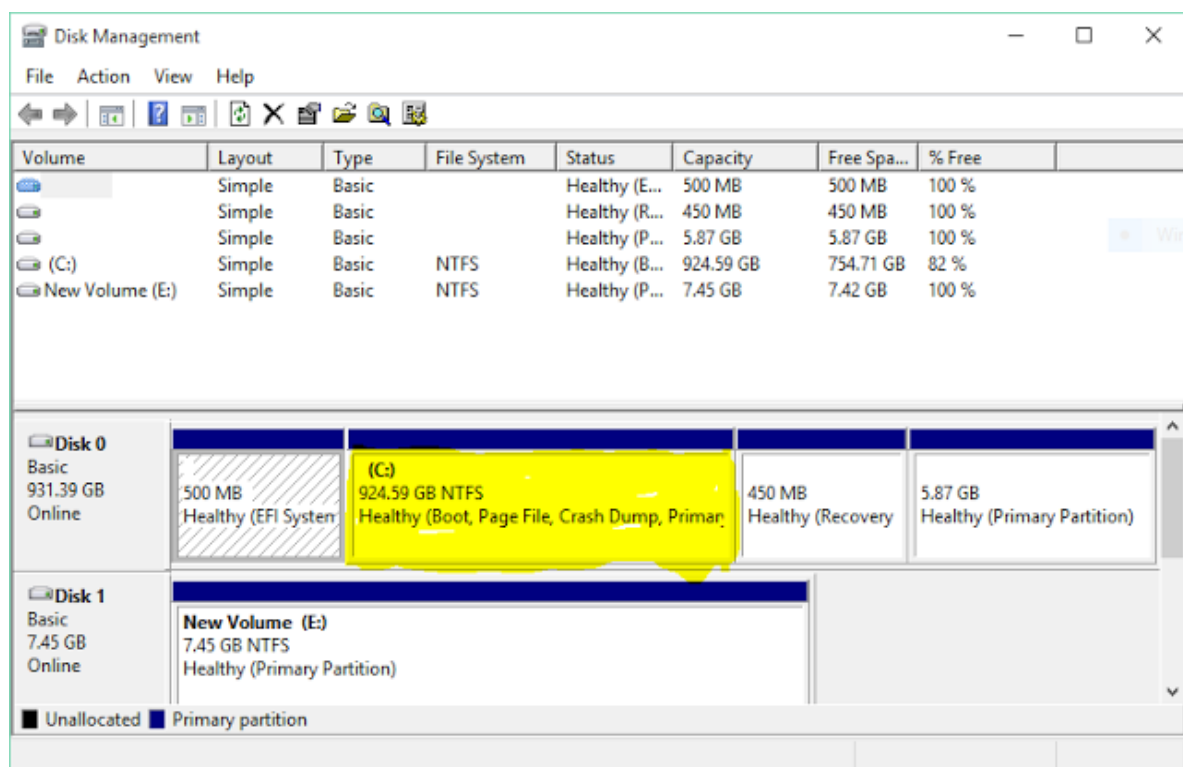 Disk Management
File Action View Help
Volume Layout Type File System Status Capacity Free Spa... % Free
Simple Basic Healthy (E... 500 MB 500 MB 100 %
Simple Basic Healthy (R... 450 MB 450 MB 100 %
Simple Basic Healthy (P... 5.87 GB 5.87 GB 100 %
(C:) Simple Basic NTFS Healthy (B... 924.59 GB 754.71 GB 82 %
New Volume (E:) Simple Basic NTFS Healthy (P... 7.45 GB 7.42 GB 100 %
Disk 0
Basic
931.39 GB
Online
500 MB
Healthy (EFI System
(C:)
924.59 GB NTFS
Healthy (Boot, Page File, Crash Dump, Primar
450 MB
Healthy (Recovery
5.87 GB
Healthy (Primary Partition)
Disk 1
Basic
7.45 GB
Online
New Volume (E:)
7.45 GB NTFS
Healthy (Primary Partition)
Unallocated Primary partition